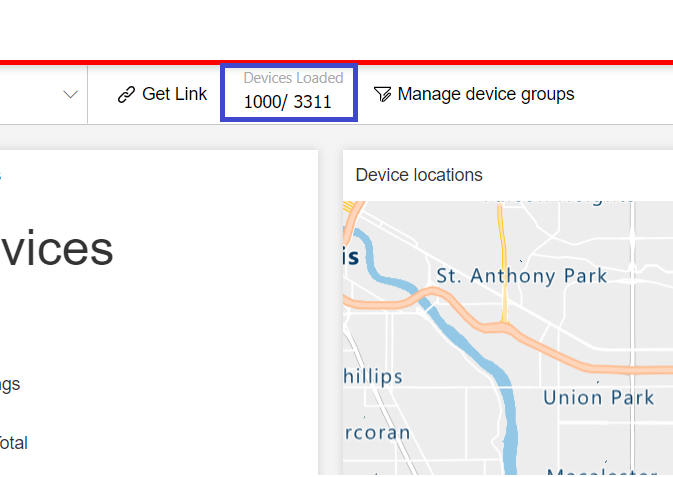 Devices Loaded
Get Link
1000/ 3311
Manage device groups
Device locations
vices
is
St. Anthony Park
hillips
ngs
Union Park
rcoran
otal